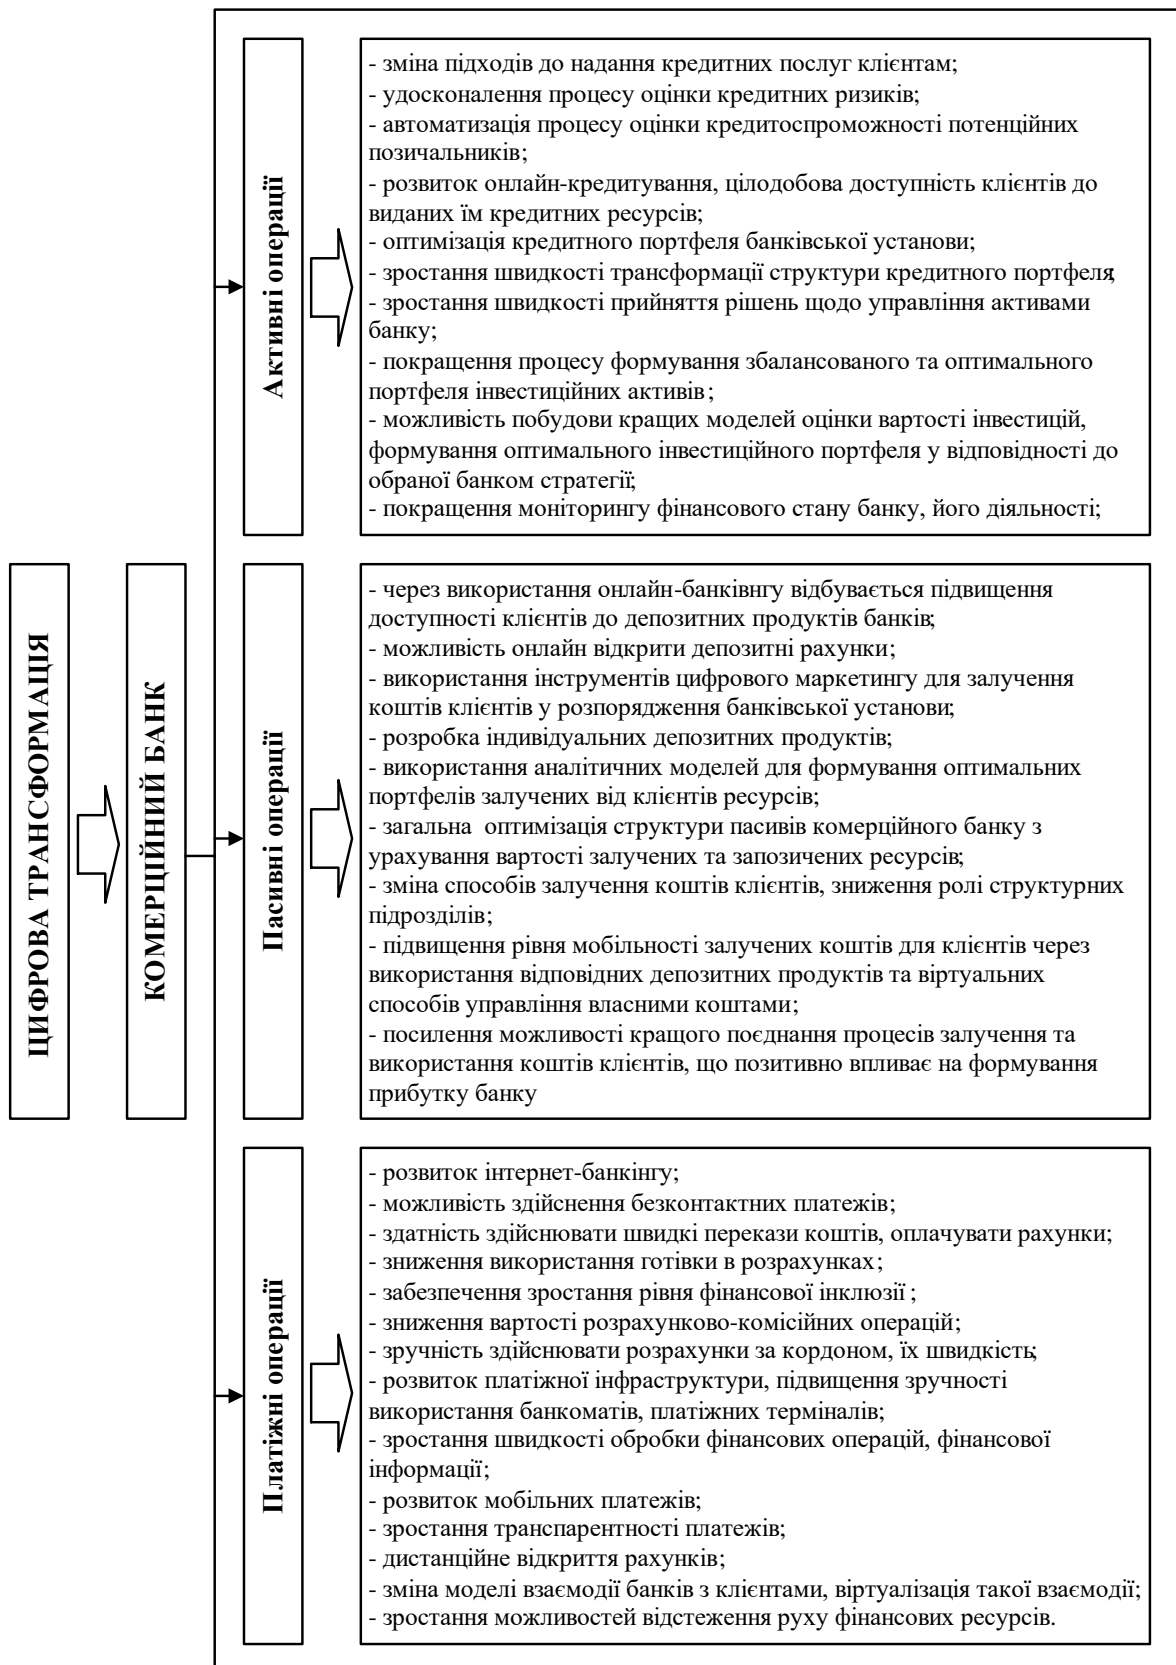 ЦИФРОВА ТРАНСФОРМАЦІЯ
КОМЕРЦІЙНИЙ БАНК
Активні операції
- зміна підходів до надання кредитних послуг клієнтам;
- удосконалення процесу оцінки кредитних ризиків;
- автоматизація процесу оцінки кредитоспроможності потенційних
позичальників;
- розвиток онлайн-кредитування, цілодобова доступність клієнтів до
виданих їм кредитних ресурсів;
- оптимізація кредитного портфеля банківської установи;
- зростання швидкості трансформації структури кредитного портфеля;
- зростання швидкості прийняття рішень щодо управління активами
банку;
- покращення процесу формування збалансованого та оптимального
портфеля інвестиційних активів;
- можливість побудови кращих моделей оцінки вартості інвестицій,
формування оптимального інвестиційного портфеля у відповідності до
обраної банком стратегії;
- покращення моніторингу фінансового стану банку, його діяльності;
Пасивні операції
- через використання онлайн-банківнгу відбувається підвищення
доступності клієнтів до депозитних продуктів банків;
- можливість онлайн відкрити депозитні рахунки;
- використання інструментів цифрового маркетингу для залучення
коштів клієнтів у розпорядження банківської установи;
- розробка індивідуальних депозитних продуктів;
- використання аналітичних моделей для формування оптимальних
портфелів залучених від клієнтів ресурсів;
- загальна оптимізація структури пасивів комерційного банку з
урахування вартості залучених та запозичених ресурсів;
- зміна способів залучення коштів клієнтів, зниження ролі структурних
підрозділів;
- підвищення рівня мобільності залучених коштів для клієнтів через
використання відповідних депозитних продуктів та віртуальних
способів управління власними коштами;
- посилення можливості кращого поєднання процесів залучення та
використання коштів клієнтів, що позитивно впливає на формування
прибутку банку
Платіжні операції
- розвиток інтернет-банкінгу;
- можливість здійснення безконтактних платежів;
- здатність здійснювати швидкі перекази коштів, оплачувати рахунки;
- зниження використання готівки в розрахунках;
- забезпечення зростання рівня фінансової інклюзії;
- зниження вартості розрахунково-комісійних операцій;
- зручність здійснювати розрахунки за кордоном, їх швидкість;
- розвиток платіжної інфраструктури, підвищення зручності
використання банкоматів, платіжних терміналів;
- зростання швидкості обробки фінансових операцій, фінансової
інформації;
- розвиток мобільних платежів;
- зростання транспарентності платежів;
- дистанційне відкриття рахунків;
- зміна моделі взаємодії банків з клієнтами, віртуалізація такої взаємодії;
- зростання можливостей відстеження руху фінансових ресурсів.